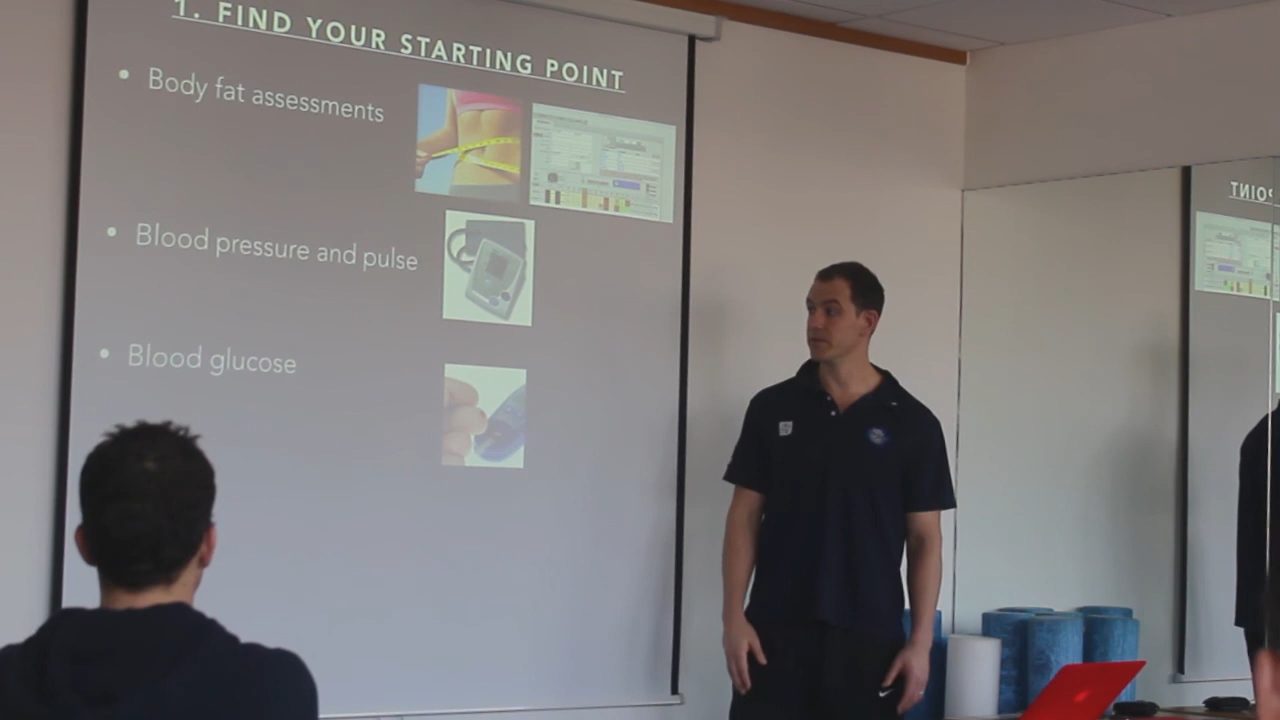 1. FIND YOUR STARTING POINT
• Body fat assessments
• Blood pressure and pulse
• Blood glucose